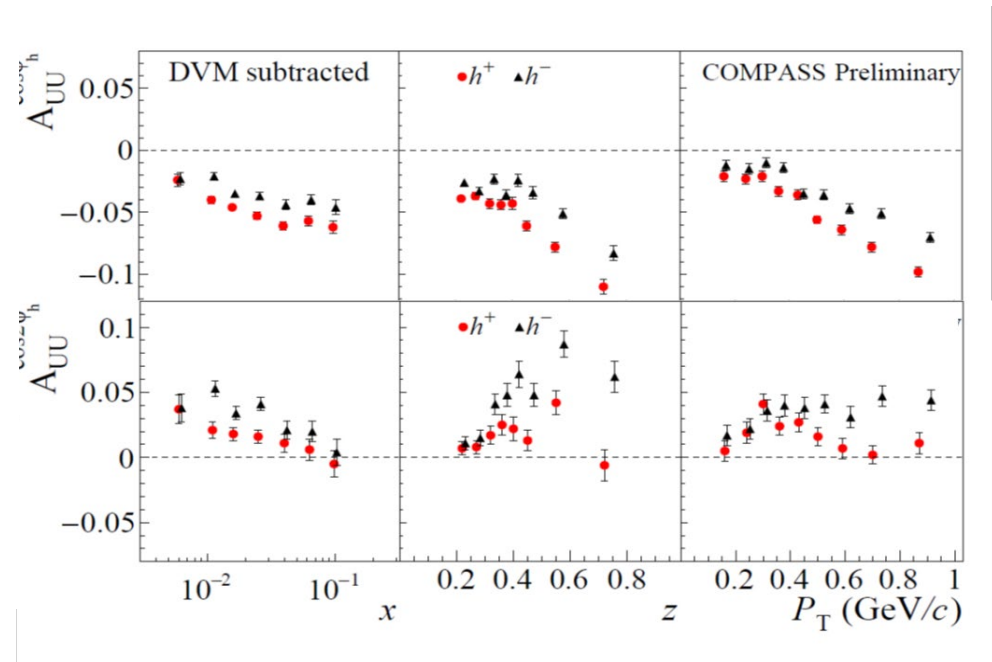 DVM subtracted
h⁺ h⁻
COMPASS Preliminary
A_UU^cosφ_h
0.05
0
−0.05
−0.1
h⁺ h⁻
A_UU^cos2φ_h
0.1
0.05
0
−0.05
10⁻² 10⁻¹
0.2 0.4 0.6 0.8
0.2 0.4 0.6 0.8 1
x
z
P_T (GeV/c)